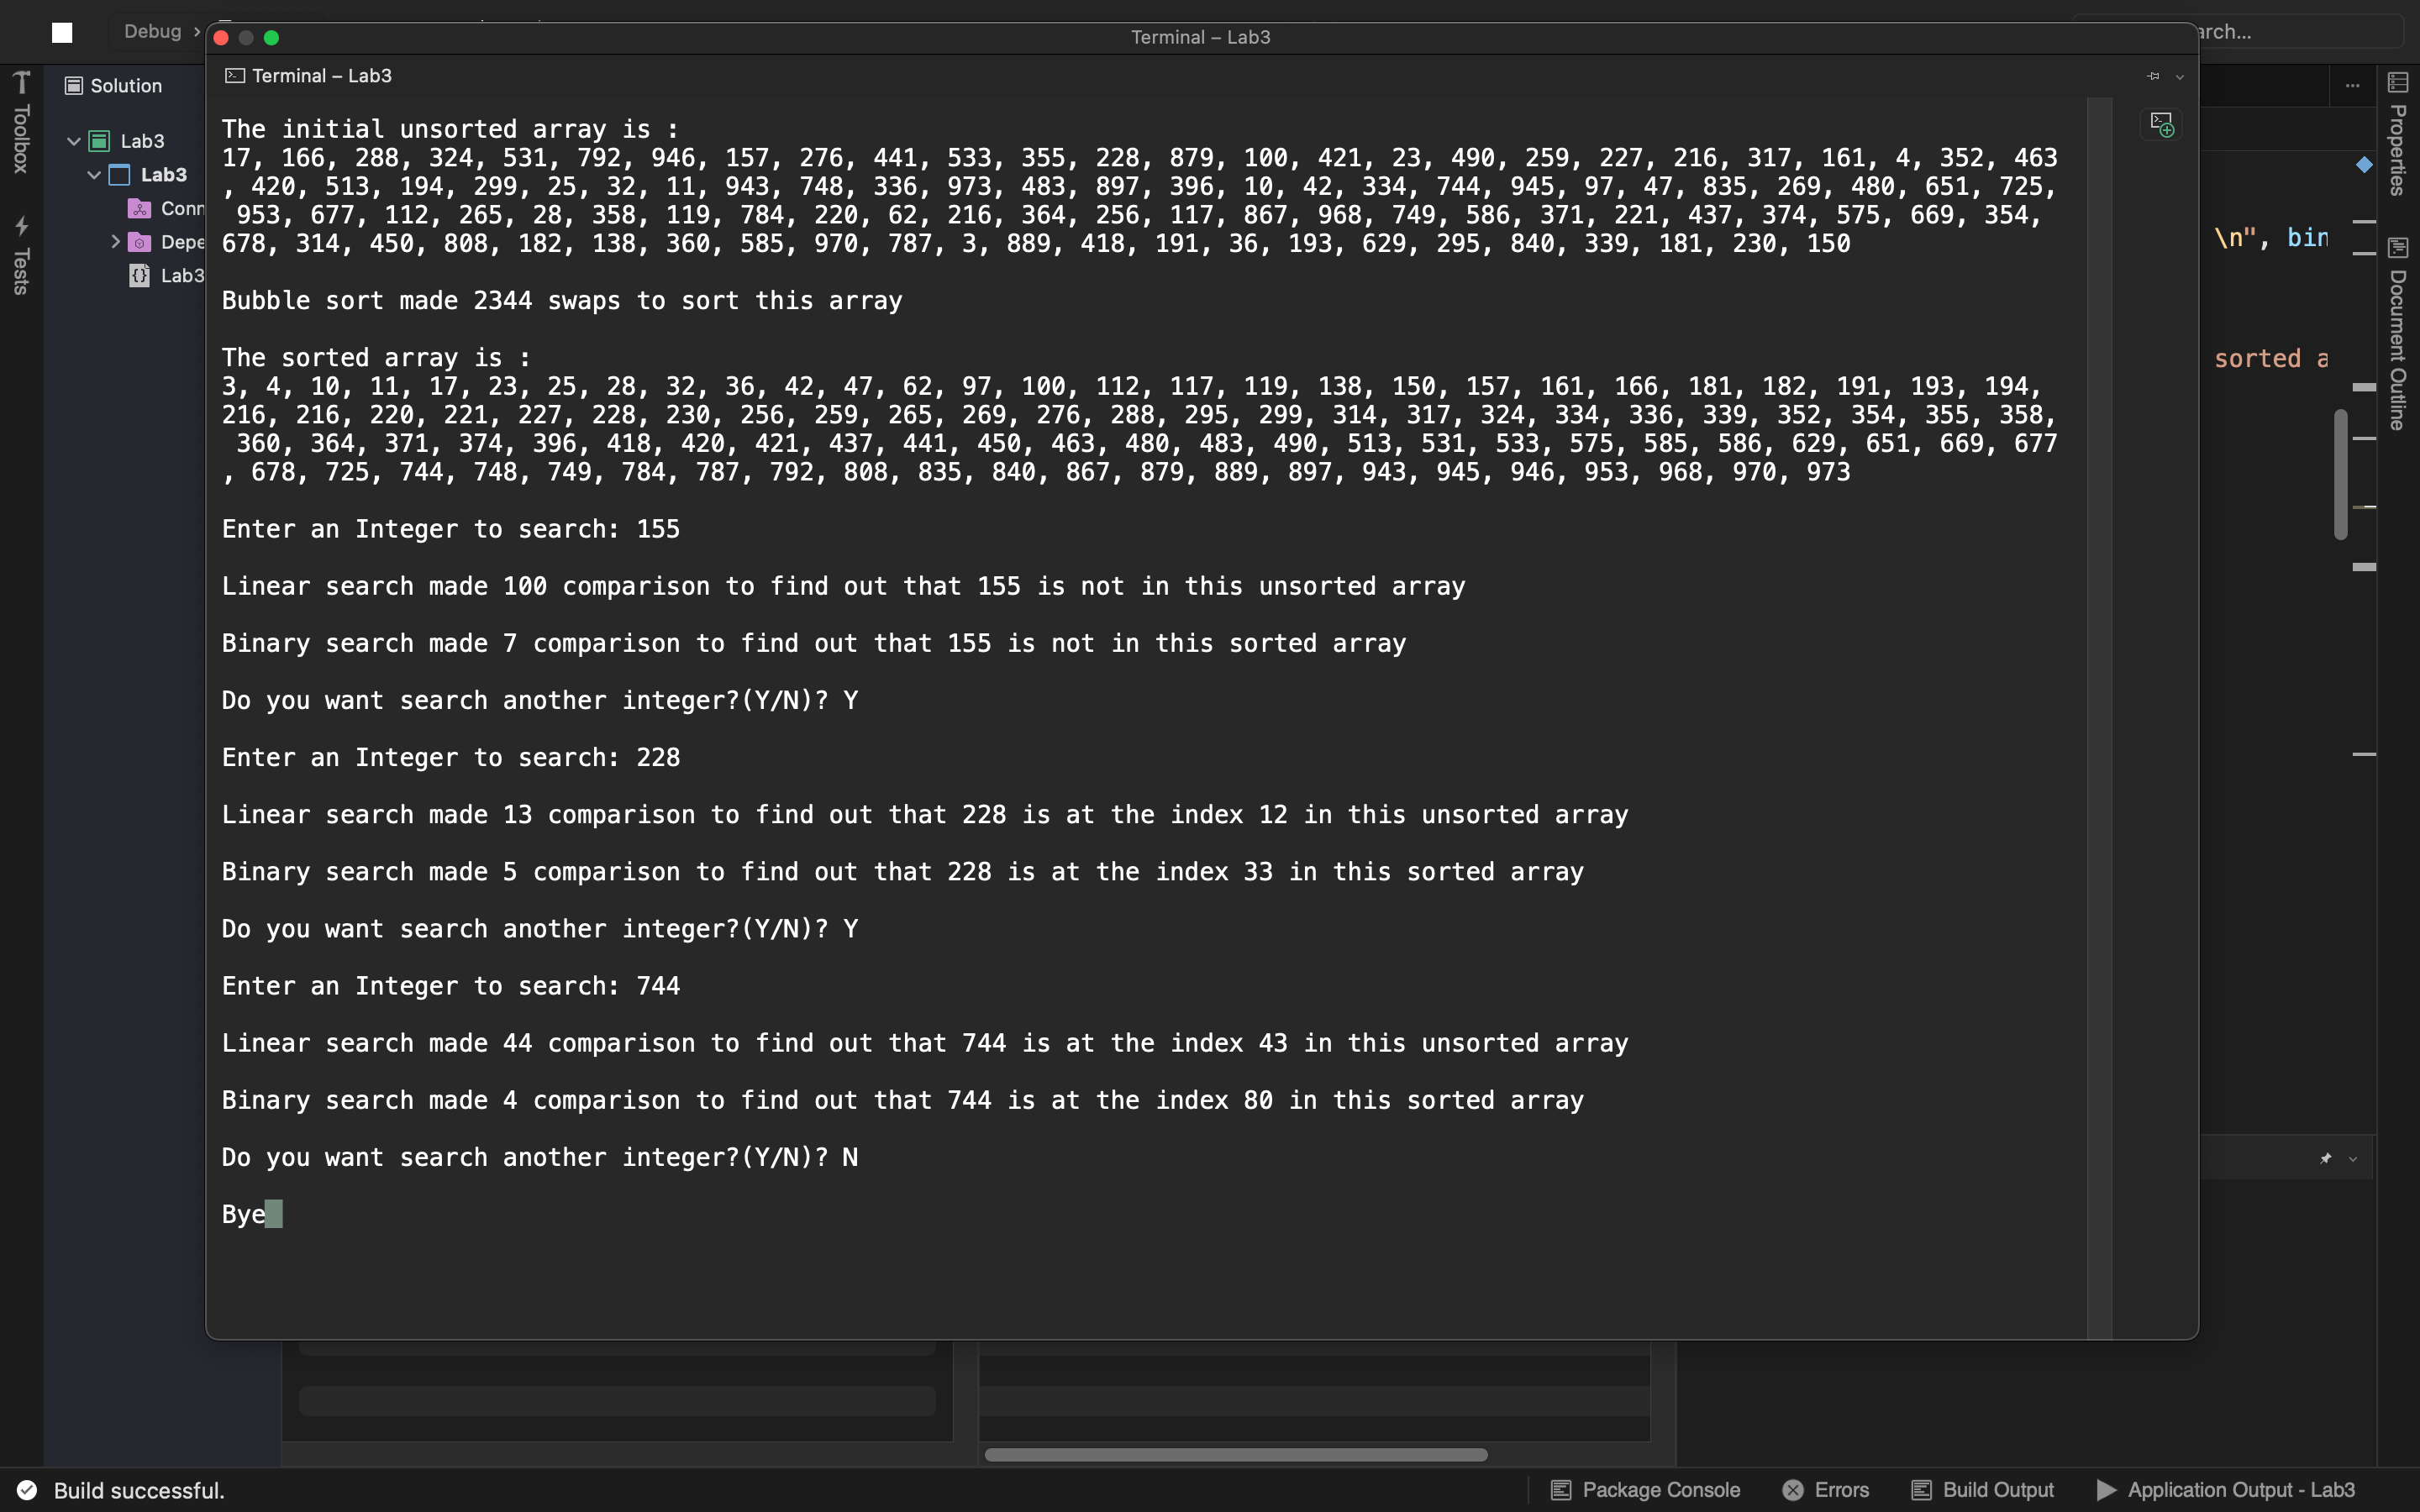 Debug ›
Terminal – Lab3
arch...
Solution
Terminal – Lab3
Toolbox
Tests
Lab3
Lab3
Conn
Depe
Lab3
The initial unsorted array is :
17, 166, 288, 324, 531, 792, 946, 157, 276, 441, 533, 355, 228, 879, 100, 421, 23, 490, 259, 227, 216, 317, 161, 4, 352, 463
, 420, 513, 194, 299, 25, 32, 11, 943, 748, 336, 973, 483, 897, 396, 10, 42, 334, 744, 945, 97, 47, 835, 269, 480, 651, 725,
953, 677, 112, 265, 28, 358, 119, 784, 220, 62, 216, 364, 256, 117, 867, 968, 749, 586, 371, 221, 437, 374, 575, 669, 354,
678, 314, 450, 808, 182, 138, 360, 585, 970, 787, 3, 889, 418, 191, 36, 193, 629, 295, 840, 339, 181, 230, 150
Bubble sort made 2344 swaps to sort this array
The sorted array is :
3, 4, 10, 11, 17, 23, 25, 28, 32, 36, 42, 47, 62, 97, 100, 112, 117, 119, 138, 150, 157, 161, 166, 181, 182, 191, 193, 194,
216, 216, 220, 221, 227, 228, 230, 256, 259, 265, 269, 276, 288, 295, 299, 314, 317, 324, 334, 336, 339, 352, 354, 355, 358,
360, 364, 371, 374, 396, 418, 420, 421, 437, 441, 450, 463, 480, 483, 490, 513, 531, 533, 575, 585, 586, 629, 651, 669, 677
, 678, 725, 744, 748, 749, 784, 787, 792, 808, 835, 840, 867, 879, 889, 897, 943, 945, 946, 953, 968, 970, 973
Enter an Integer to search: 155
Linear search made 100 comparison to find out that 155 is not in this unsorted array
Binary search made 7 comparison to find out that 155 is not in this sorted array
Do you want search another integer?(Y/N)? Y
Enter an Integer to search: 228
Linear search made 13 comparison to find out that 228 is at the index 12 in this unsorted array
Binary search made 5 comparison to find out that 228 is at the index 33 in this sorted array
Do you want search another integer?(Y/N)? Y
Enter an Integer to search: 744
Linear search made 44 comparison to find out that 744 is at the index 43 in this unsorted array
Binary search made 4 comparison to find out that 744 is at the index 80 in this sorted array
Do you want search another integer?(Y/N)? N
Bye
\n", bin
sorted a
Properties
Document Outline
Build successful.
Package Console
Errors
Build Output
Application Output - Lab3